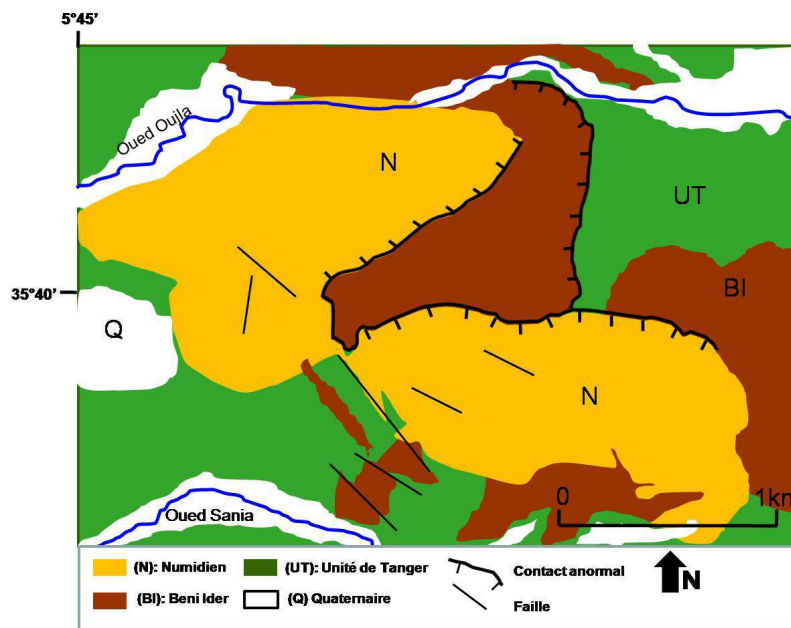 5°45'
Oued Oujla
N
UT
35°40'
BI
Q
N
0 1km
Oued Sania
(N): Numidien
(UT): Unité de Tanger
Contact anormal
(BI): Beni Ider
(Q) Quaternaire
Faille
N